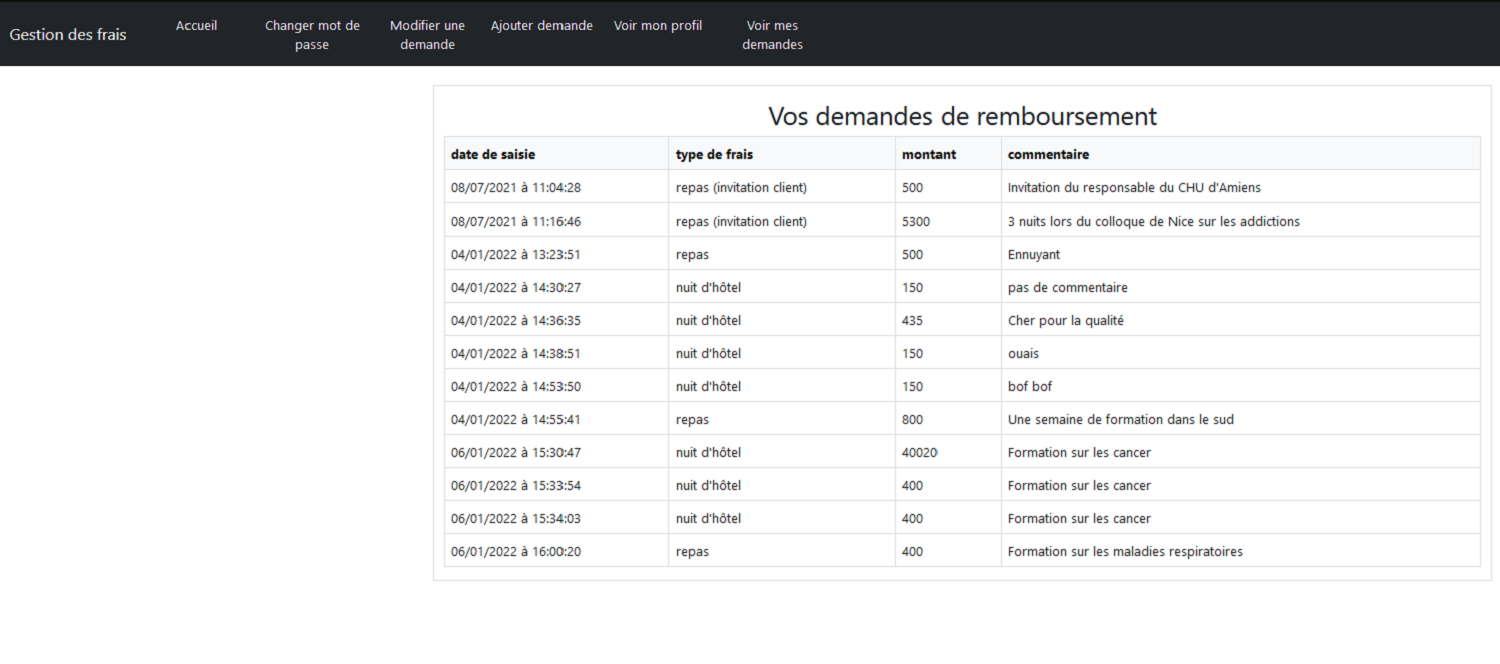 Gestion des frais
Accueil
Changer mot de
passe
Modifier une
demande
Ajouter demande
Voir mon profil
Voir mes
demandes
Vos demandes de remboursement
date de saisie type de frais montant commentaire
08/07/2021 à 11:04:28 repas (invitation client) 500 Invitation du responsable du CHU d'Amiens
08/07/2021 à 11:16:46 repas (invitation client) 5300 3 nuits lors du colloque de Nice sur les addictions
04/01/2022 à 13:23:51 repas 500 Ennuyant
04/01/2022 à 14:30:27 nuit d'hôtel 150 pas de commentaire
04/01/2022 à 14:36:35 nuit d'hôtel 435 Cher pour la qualité
04/01/2022 à 14:38:51 nuit d'hôtel 150 ouais
04/01/2022 à 14:53:50 nuit d'hôtel 150 bof bof
04/01/2022 à 14:55:41 repas 800 Une semaine de formation dans le sud
06/01/2022 à 15:30:47 nuit d'hôtel 40020 Formation sur les cancer
06/01/2022 à 15:33:54 nuit d'hôtel 400 Formation sur les cancer
06/01/2022 à 15:34:03 nuit d'hôtel 400 Formation sur les cancer
06/01/2022 à 16:00:20 repas 400 Formation sur les maladies respiratoires